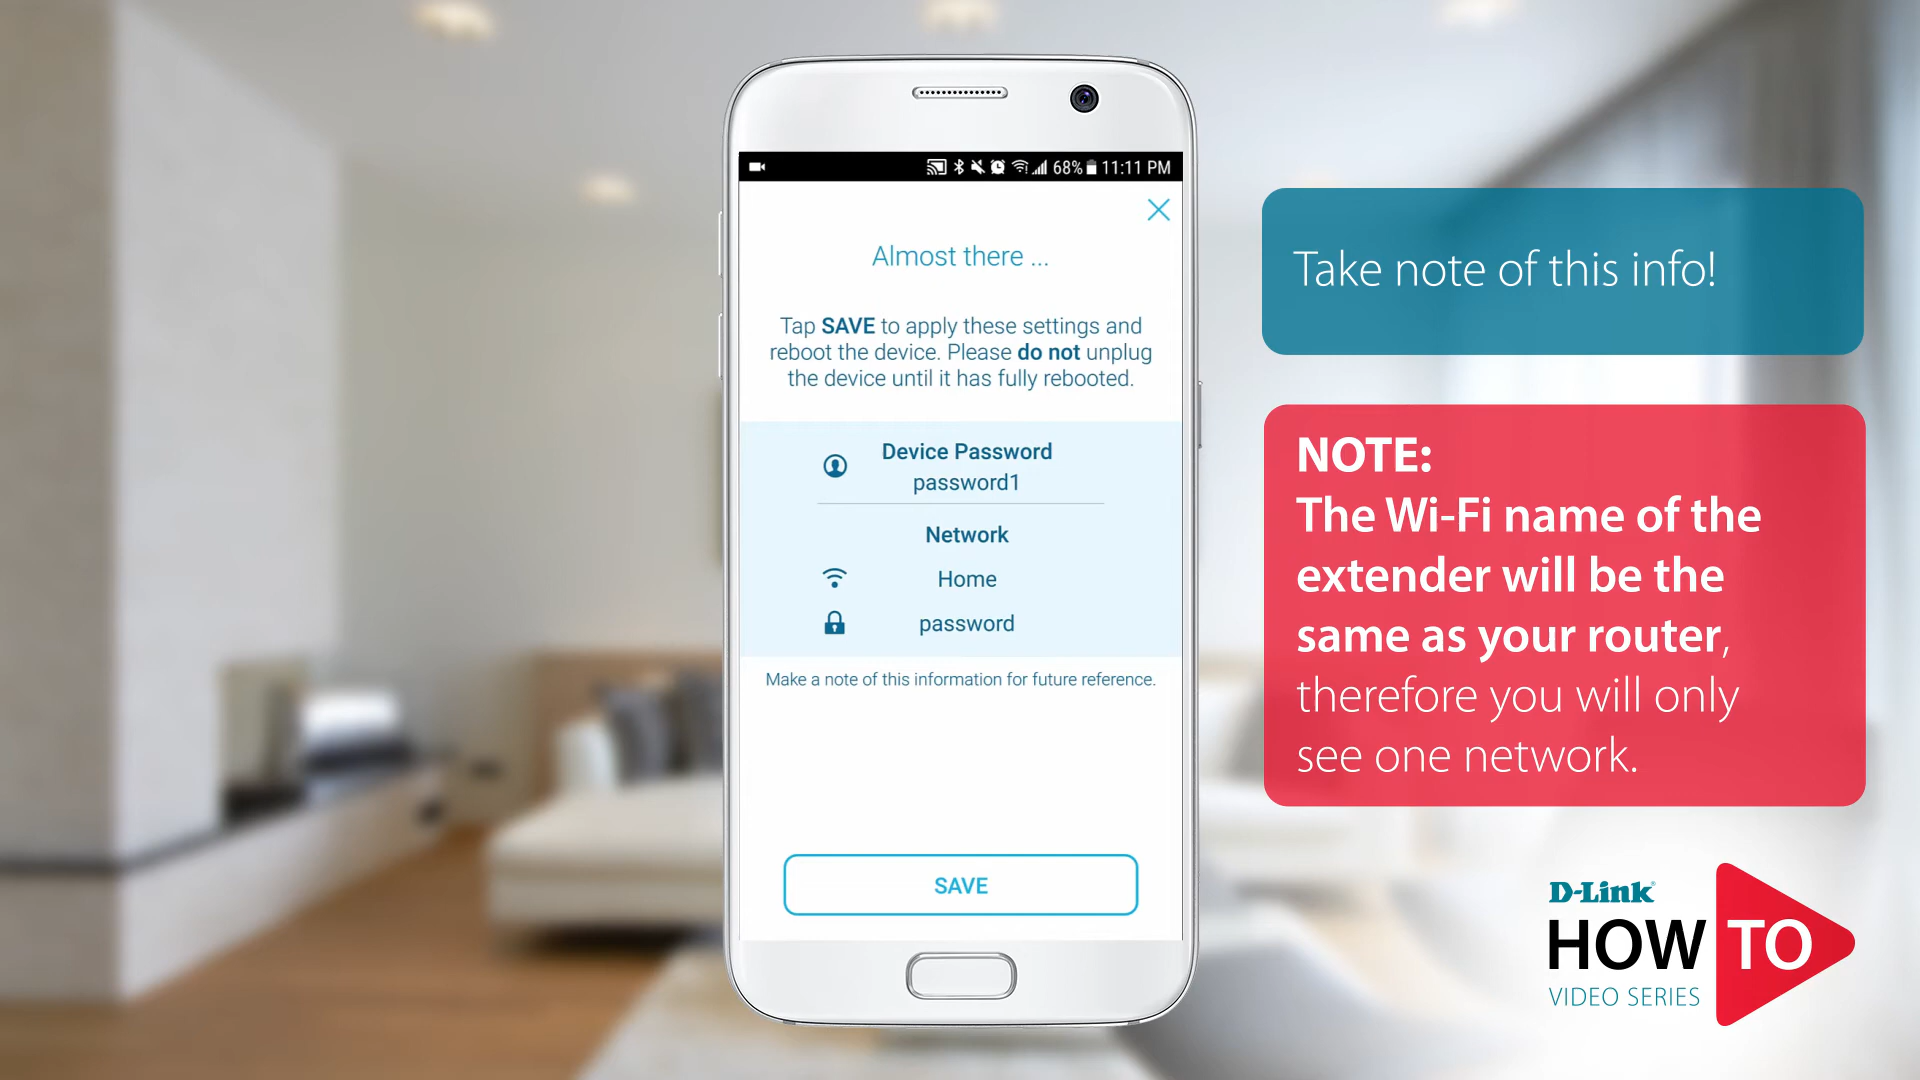 68% 11:11 PM
Almost there ...
Tap SAVE to apply these settings and
reboot the device. Please do not unplug
the device until it has fully rebooted.
Device Password
password1
Network
Home
password
Make a note of this information for future reference.
SAVE
Take note of this info!
NOTE:
The Wi-Fi name of the
extender will be the
same as your router,
therefore you will only
see one network.
D-Link®
HOW TO
VIDEO SERIES